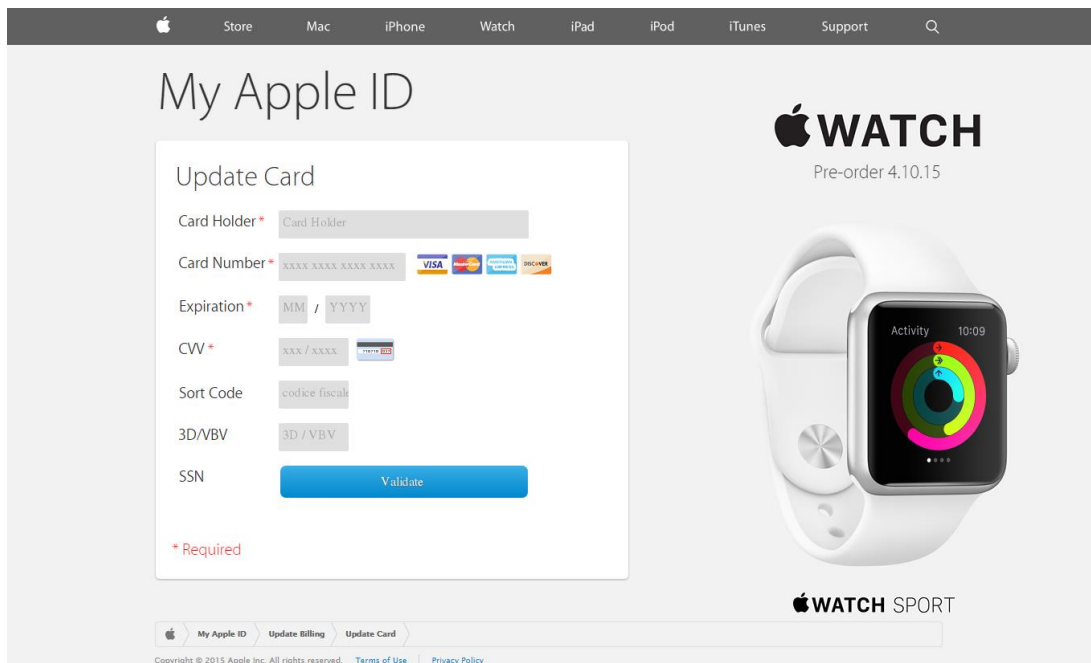 Store Mac iPhone Watch iPad iPod iTunes Support
My Apple ID
WATCH
Pre-order 4.10.15
Update Card
Card Holder * Card Holder
Card Number * xxxx xxxx xxxx xxxx VISA MasterCard AMERICAN EXPRESS DISCOVER
Expiration * MM / YYYY
CVV * xxx / xxxx
Sort Code codice fiscale
3D/VBV 3D / VBV
SSN Validate
* Required
Activity 10:09
WATCH SPORT
My Apple ID Update Billing Update Card
Copyright © 2015 Apple Inc. All rights reserved. Terms of Use Privacy Policy